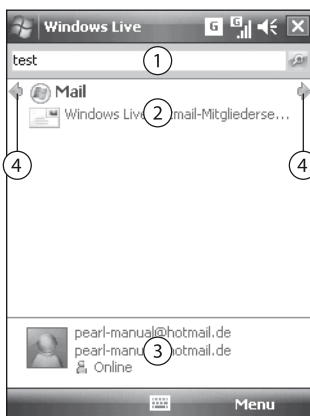 Windows Live
G G
test
1
Mail
2
Windows Live mail-Mitgliederse...
4 4
pearl-manual@hotmail.de
pearl-manu hotmail.de
3
Online
Menu